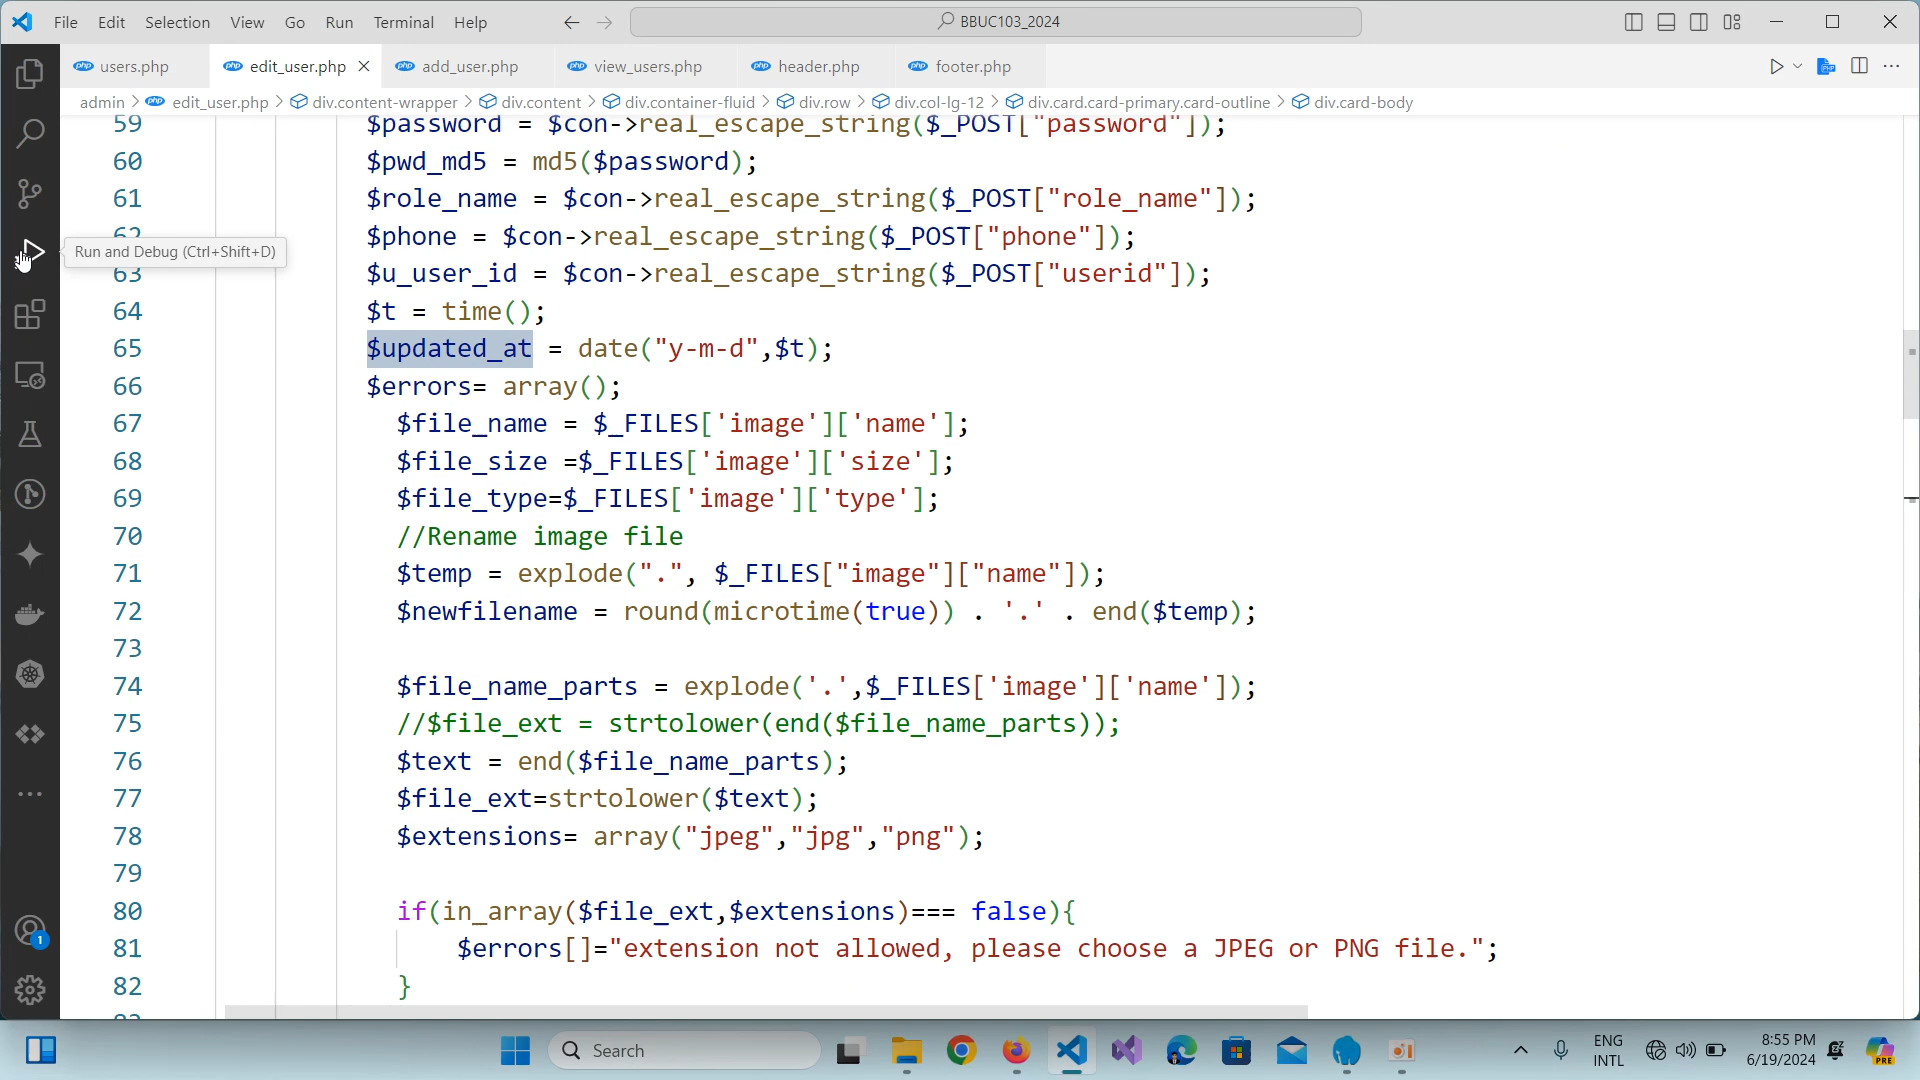 File Edit Selection View Go Run Terminal Help
BBUC103_2024
php users.php
php edit_user.php
php add_user.php
php view_users.php
php header.php
php footer.php
admin > php edit_user.php > div.content-wrapper > div.content > div.container-fluid > div.row > div.col-lg-12 > div.card.card-primary.card-outline > div.card-body
59 $password = $con->real_escape_string($_POST["password"]);
60 $pwd_md5 = md5($password);
61 $role_name = $con->real_escape_string($_POST["role_name"]);
62 $phone = $con->real_escape_string($_POST["phone"]);
Run and Debug (Ctrl+Shift+D)
63 $u_user_id = $con->real_escape_string($_POST["userid"]);
64 $t = time();
65 $updated_at = date("y-m-d",$t);
66 $errors= array();
67 $file_name = $_FILES['image']['name'];
68 $file_size =$_FILES['image']['size'];
69 $file_type=$_FILES['image']['type'];
70 //Rename image file
71 $temp = explode(".", $_FILES["image"]["name"]);
72 $newfilename = round(microtime(true)) . '.' . end($temp);
73
74 $file_name_parts = explode('.',$_FILES['image']['name']);
75 //$file_ext = strtolower(end($file_name_parts));
76 $text = end($file_name_parts);
77 $file_ext=strtolower($text);
78 $extensions= array("jpeg","jpg","png");
79
80 if(in_array($file_ext,$extensions)=== false){
81 $errors[]="extension not allowed, please choose a JPEG or PNG file.";
82 }
1
Search
ENG
INTL
8:55 PM
6/19/2024
PRE